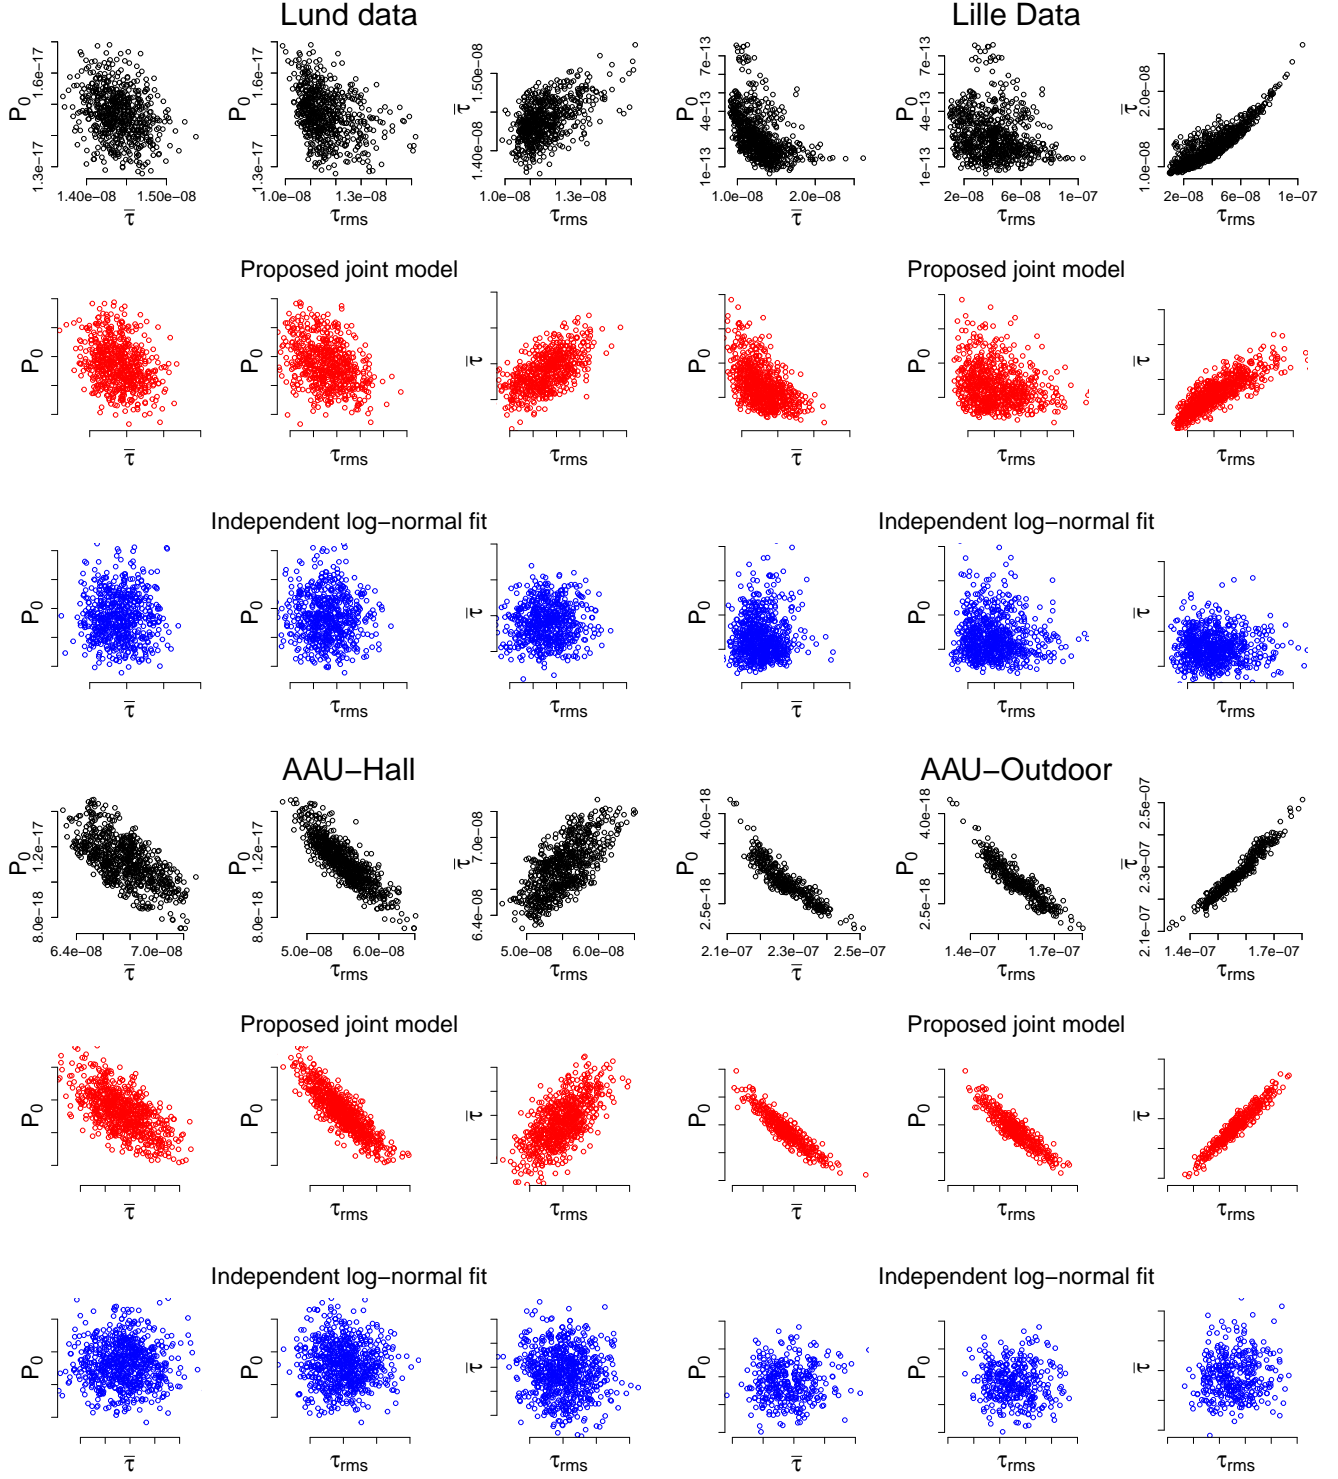 Lund data
Lille Data
P0
1.3e−17 1.6e−17
1.40e−08 1.50e−08
τ̄
P0
1.3e−17 1.6e−17
1.0e−08 1.3e−08
τrms
τ̄
1.40e−08 1.50e−08
1.0e−08 1.3e−08
τrms
P0
1e−13 4e−13 7e−13
1.0e−08 2.0e−08
τ̄
P0
1e−13 4e−13 7e−13
2e−08 6e−08 1e−07
τrms
τ̄
1.0e−08 2.0e−08
2e−08 6e−08 1e−07
τrms
Proposed joint model
Proposed joint model
P0
τ̄
P0
τrms
τ̄
τrms
P0
τ̄
P0
τrms
τ̄
τrms
Independent log−normal fit
Independent log−normal fit
P0
τ̄
P0
τrms
τ̄
τrms
P0
τ̄
P0
τrms
τ̄
τrms
AAU−Hall
AAU−Outdoor
P0
8.0e−18 1.2e−17
6.4e−08 7.0e−08
τ̄
P0
8.0e−18 1.2e−17
5.0e−08 6.0e−08
τrms
τ̄
6.4e−08 7.0e−08
5.0e−08 6.0e−08
τrms
P0
2.5e−18 4.0e−18
2.1e−07 2.3e−07 2.5e−07
τ̄
P0
2.5e−18 4.0e−18
1.4e−07 1.7e−07
τrms
τ̄
2.1e−07 2.3e−07 2.5e−07
1.4e−07 1.7e−07
τrms
Proposed joint model
Proposed joint model
P0
τ̄
P0
τrms
τ̄
τrms
P0
τ̄
P0
τrms
τ̄
τrms
Independent log−normal fit
Independent log−normal fit
P0
τ̄
P0
τrms
τ̄
τrms
P0
τ̄
P0
τrms
τ̄
τrms